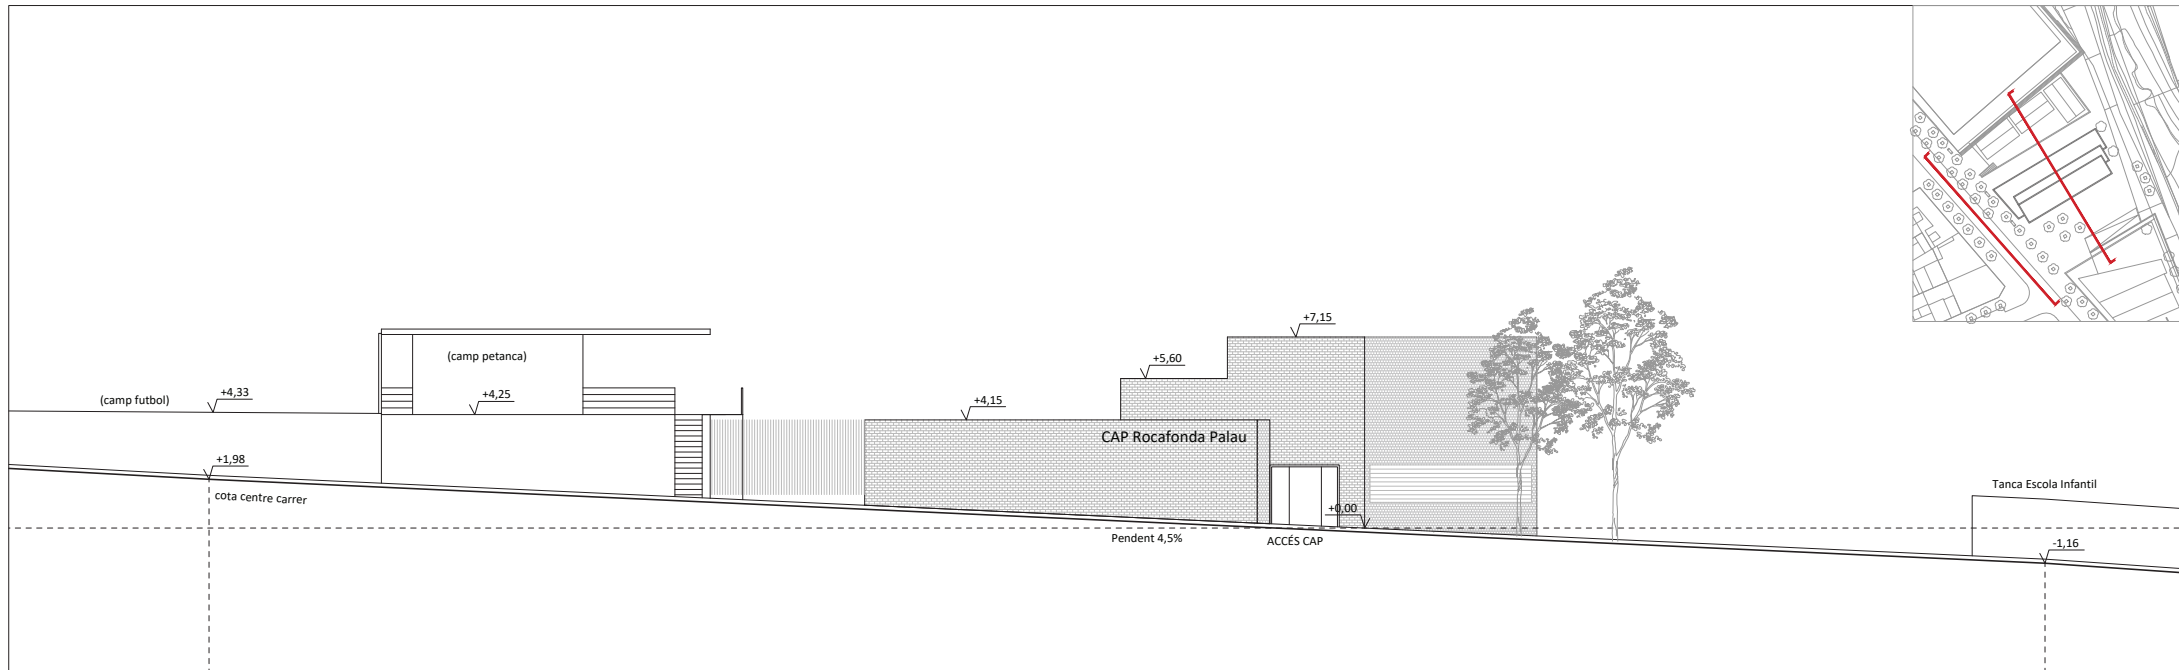 +7,15
(camp petanca)
+5,60
+4,33
(camp futbol)
+4,25
+4,15
CAP Rocafonda Palau
+1,98
cota centre carrer
Tanca Escola Infantil
+0,00
Pendent 4,5%
ACCÉS CAP
-1,16